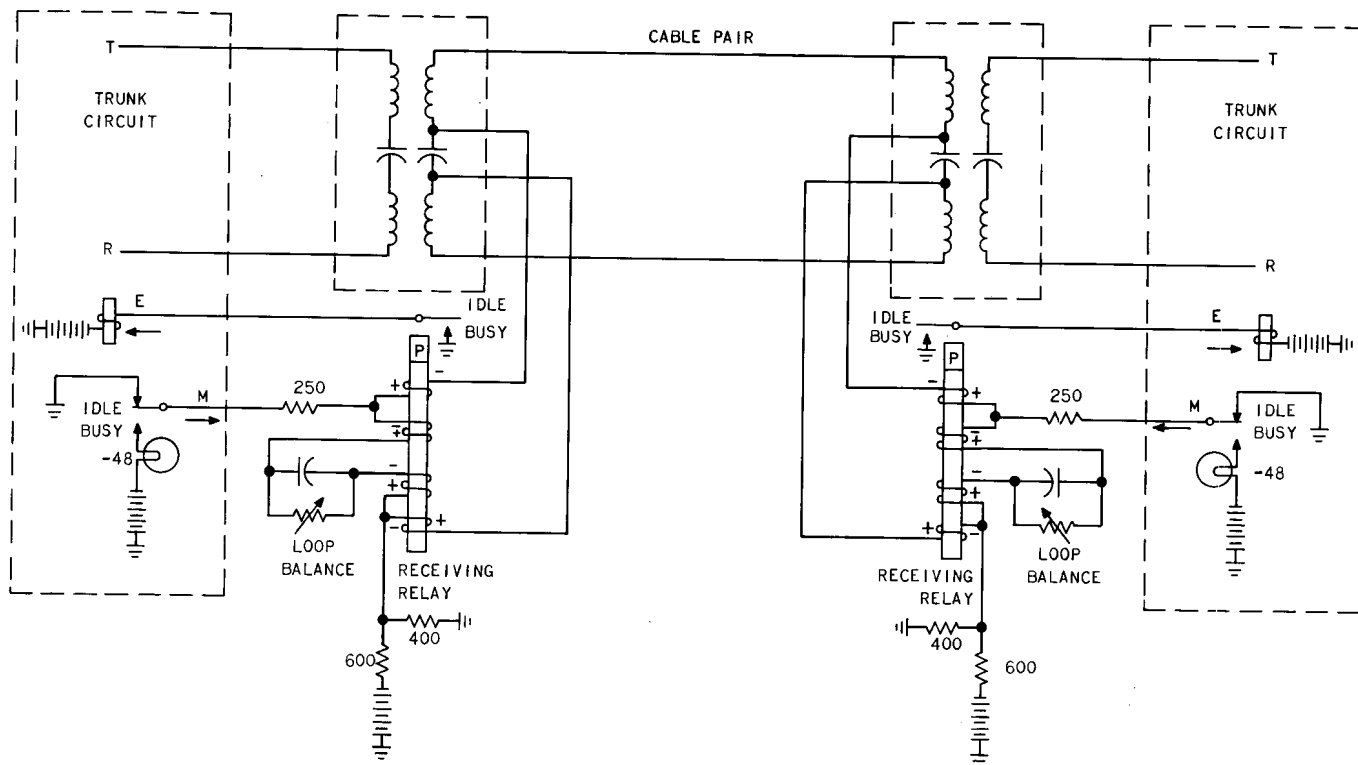 CABLE PAIR
T
TRUNK
CIRCUIT
R
E
IDLE
BUSY
P
-
M
IDLE
BUSY
-48
250
+
∓
-
+
-
+
LOOP
BALANCE
RECEIVING
RELAY
400
600
T
TRUNK
CIRCUIT
R
E
IDLE
BUSY
P
-
+
250
M
IDLE
BUSY
-48
∓
-
+
+
-
LOOP
BALANCE
RECEIVING
RELAY
400
600